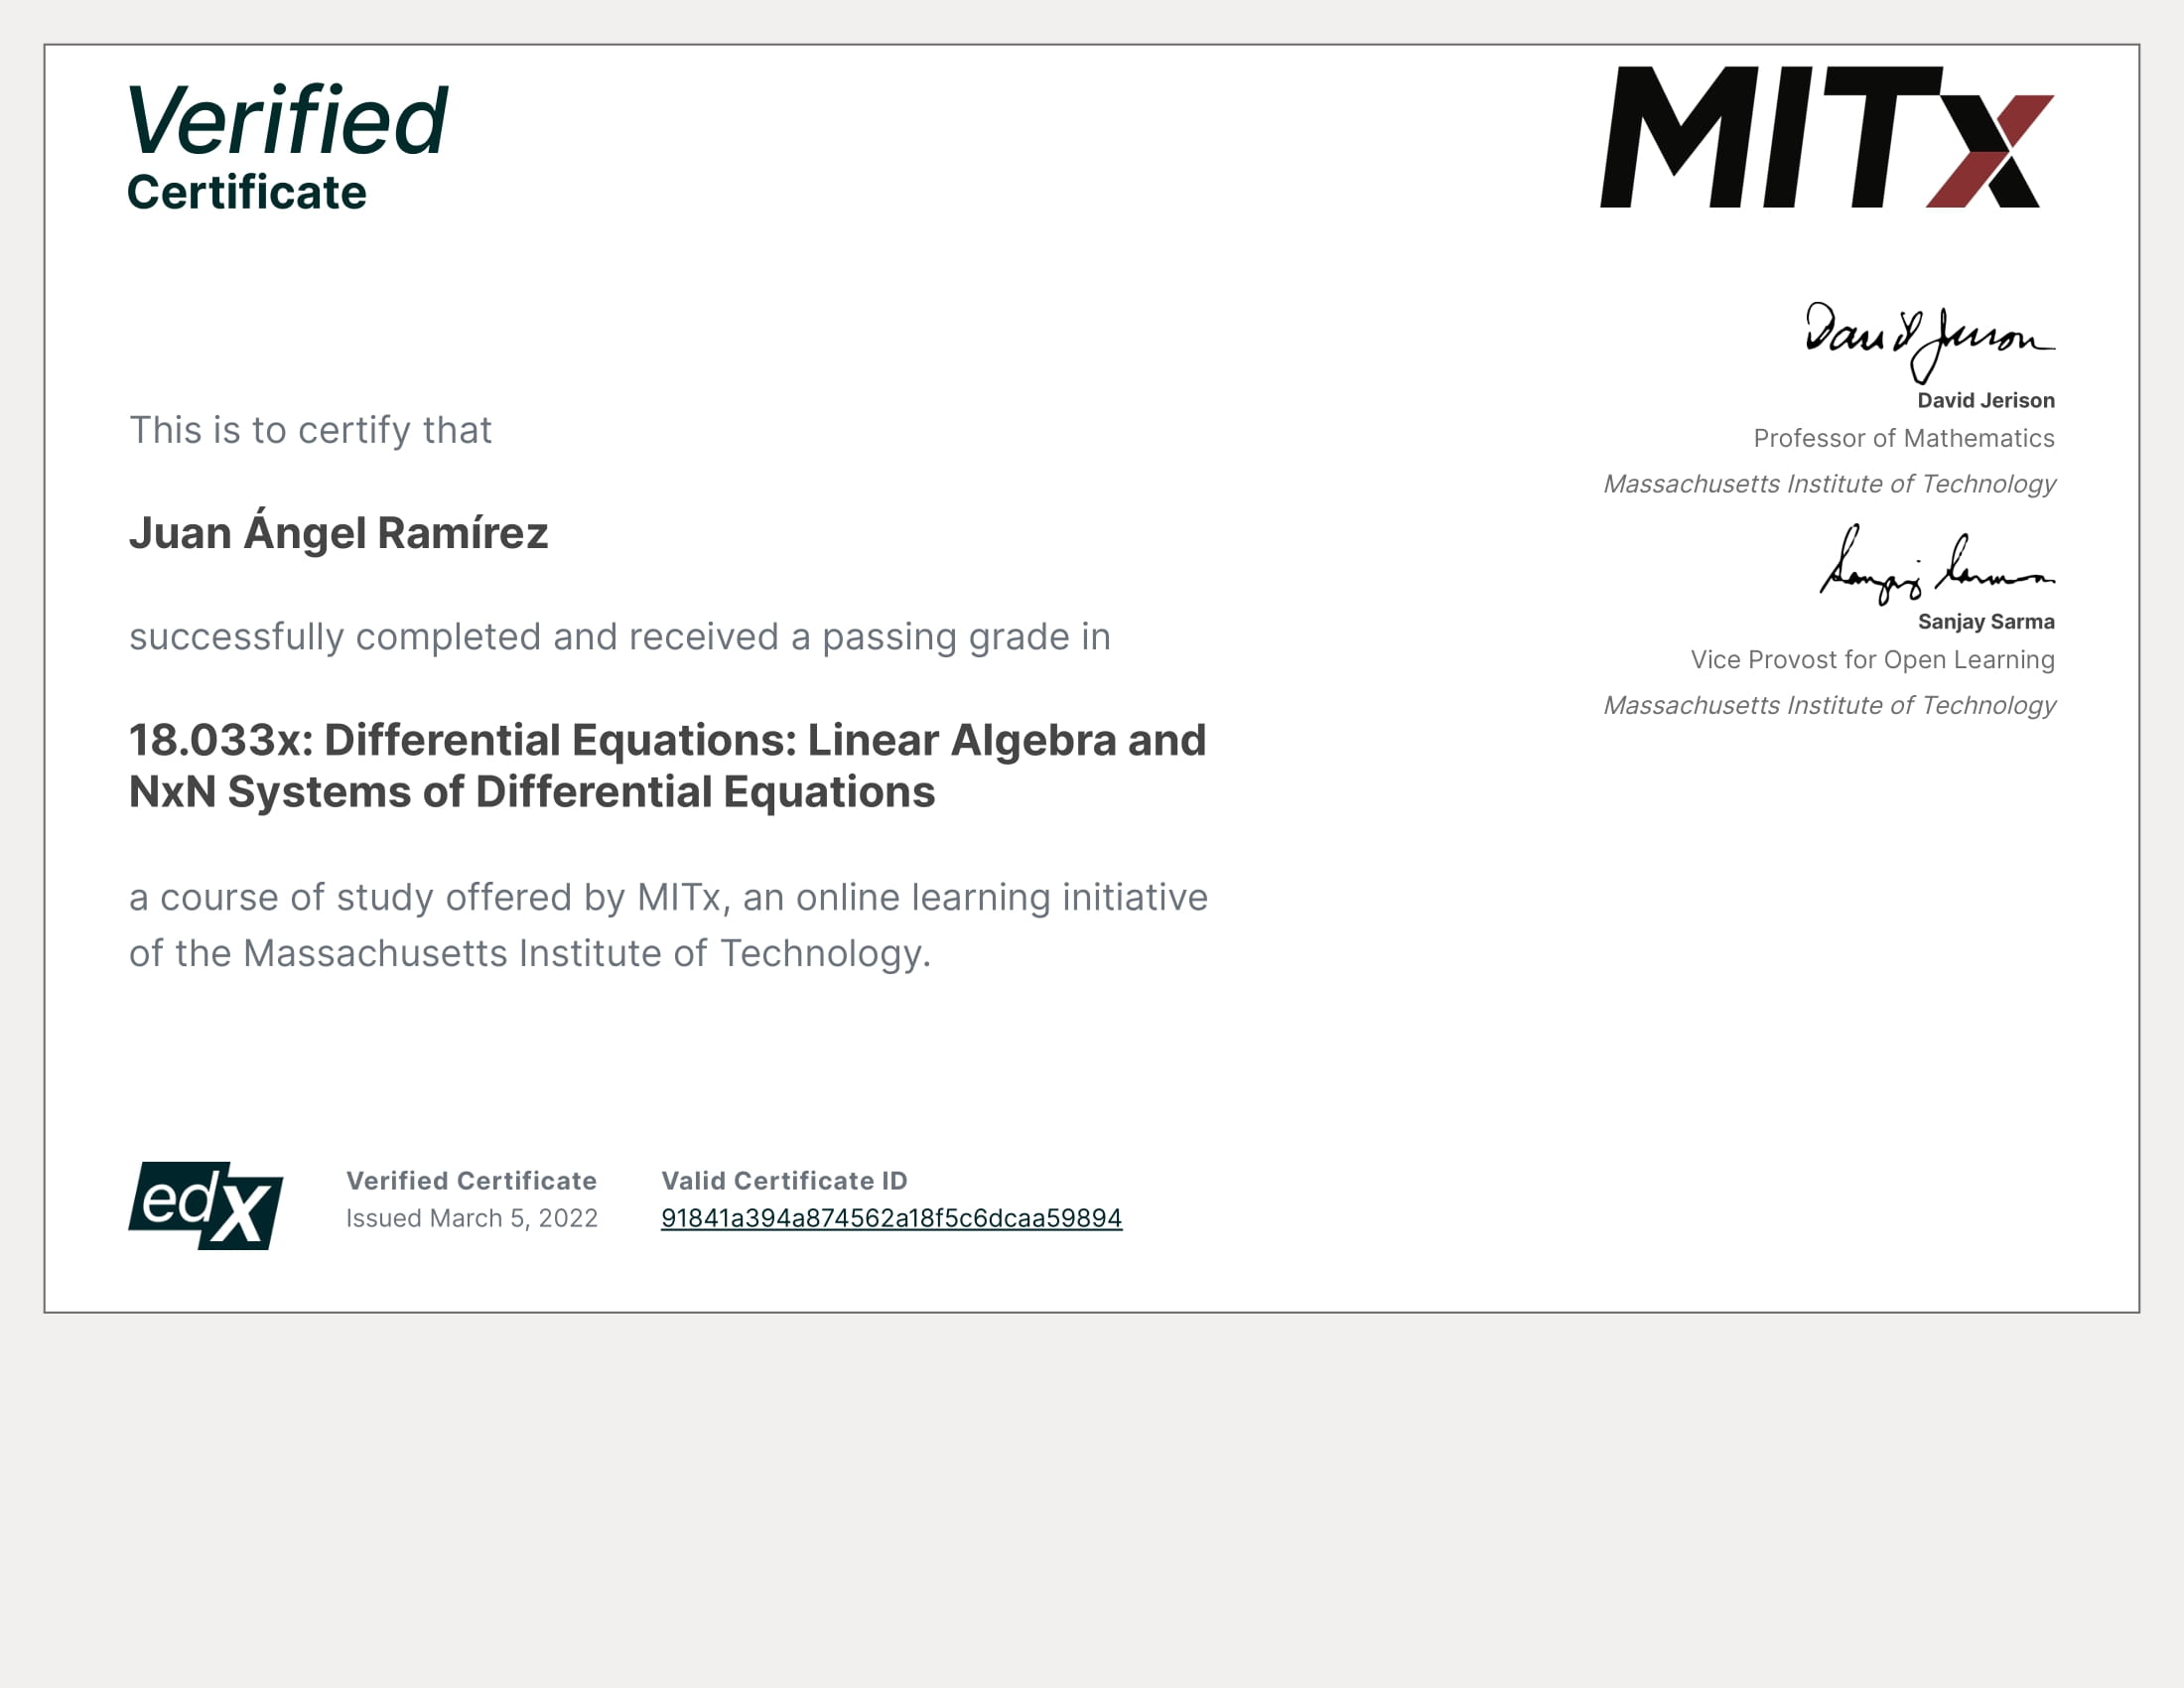 Verified
Certificate
MITx
This is to certify that
Juan Ángel Ramírez
successfully completed and received a passing grade in
18.033x: Differential Equations: Linear Algebra and
NxN Systems of Differential Equations
a course of study offered by MITx, an online learning initiative
of the Massachusetts Institute of Technology.
David Jerison
David Jerison
Professor of Mathematics
Massachusetts Institute of Technology
Sanjay Sarma
Sanjay Sarma
Vice Provost for Open Learning
Massachusetts Institute of Technology
edX
Verified Certificate
Issued March 5, 2022
Valid Certificate ID
91841a394a874562a18f5c6dcaa59894